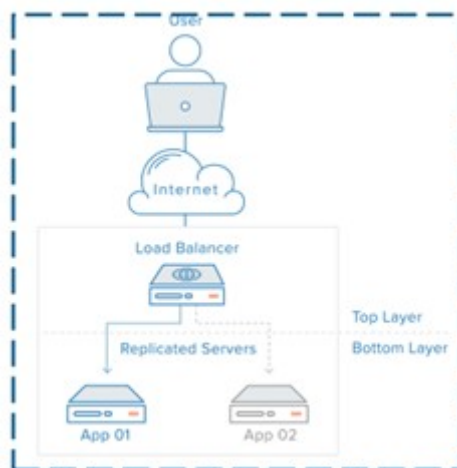 User
Internet
Load Balancer
Top Layer
Replicated Servers
Bottom Layer
App 01
App 02